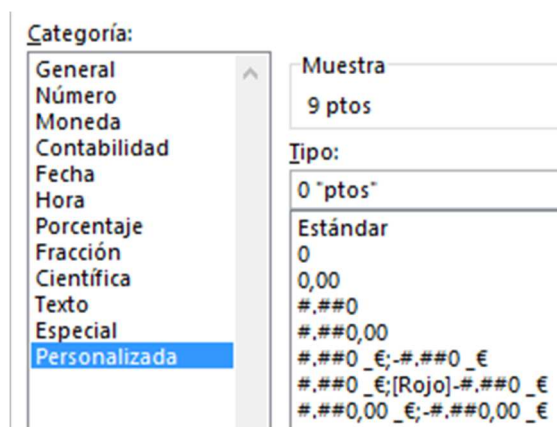 Categoría:
General
Número
Moneda
Contabilidad
Fecha
Hora
Porcentaje
Fracción
Científica
Texto
Especial
Personalizada
Muestra
9 ptos
Tipo:
0 "ptos"
Estándar
0
0,00
#.##0
#.##0,00
#.##0 _€;-#.##0 _€
#.##0 _€;[Rojo]-#.##0 _€
#.##0,00 _€;-#.##0,00 _€